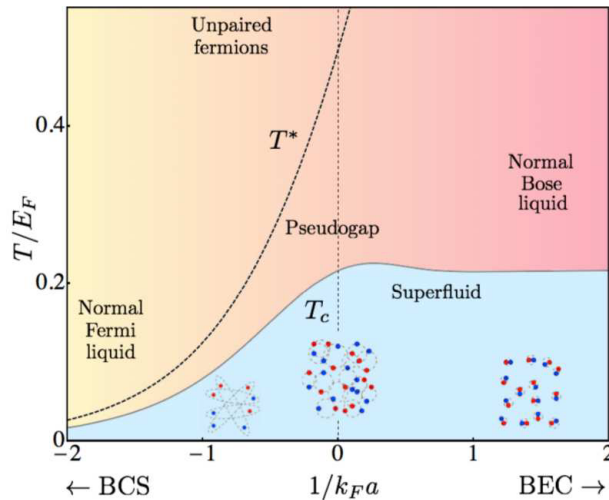 Unpaired
fermions
0.4
T*
Normal
Bose
liquid
T/E_F
Pseudogap
0.2
Superfluid
T_c
Normal
Fermi
liquid
0
−2 −1 0 1 2
← BCS 1/k_F a BEC →